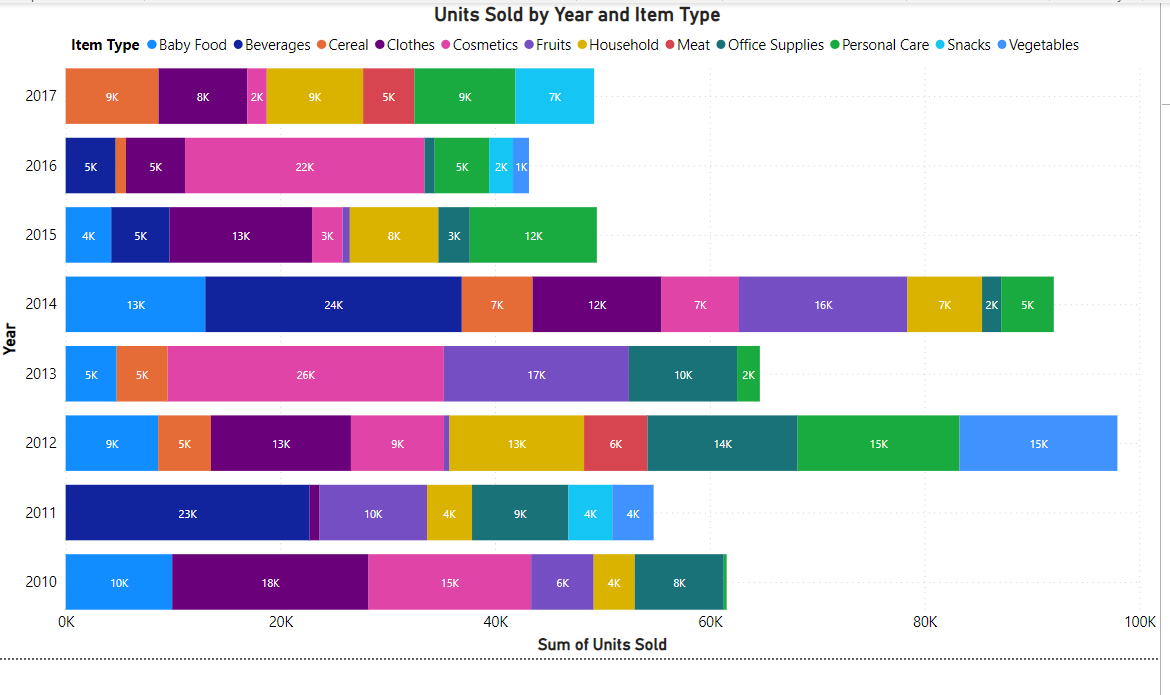 Units Sold by Year and Item Type
Item Type Baby Food Beverages Cereal Clothes Cosmetics Fruits Household Meat Office Supplies Personal Care Snacks Vegetables
2017 9K 8K 2K 9K 5K 9K 7K
2016 5K 5K 22K 5K 2K 1K
2015 4K 5K 13K 3K 8K 3K 12K
2014 13K 24K 7K 12K 7K 16K 7K 2K 5K
Year
2013 5K 5K 26K 17K 10K 2K
2012 9K 5K 13K 9K 13K 6K 14K 15K 15K
2011 23K 10K 4K 9K 4K 4K
2010 10K 18K 15K 6K 4K 8K
0K 20K 40K 60K 80K 100K
Sum of Units Sold